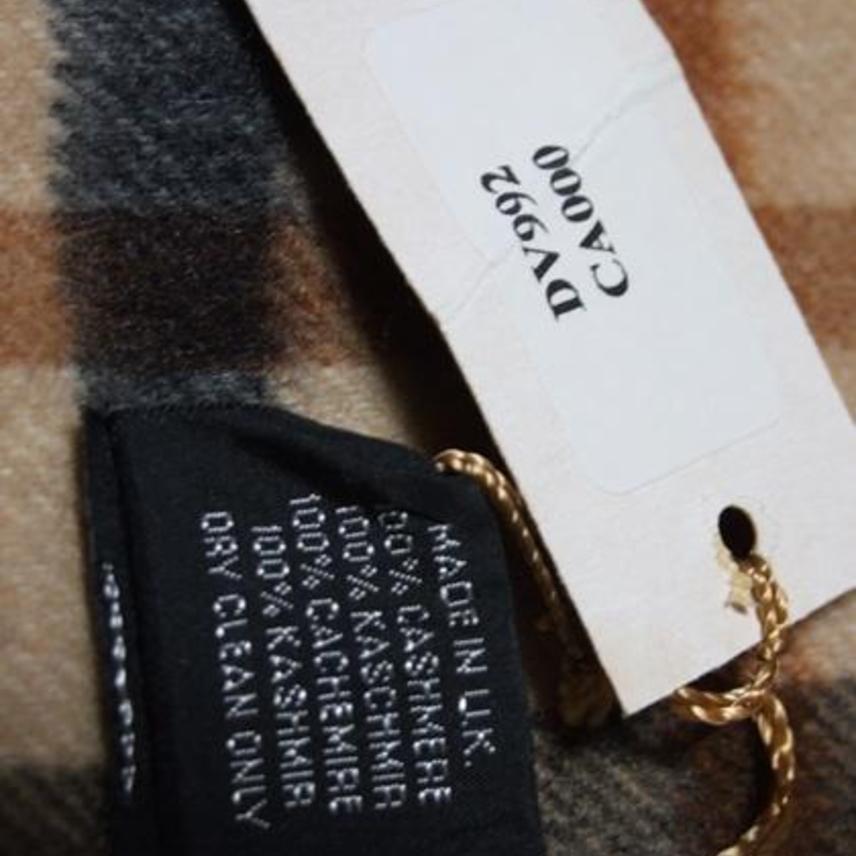 DV992
CA000
MADE IN U.K.
100% CASHMERE
100% KASCHMIR
100% CACHEMIRE
100% KASHMIR
DRY CLEAN ONLY